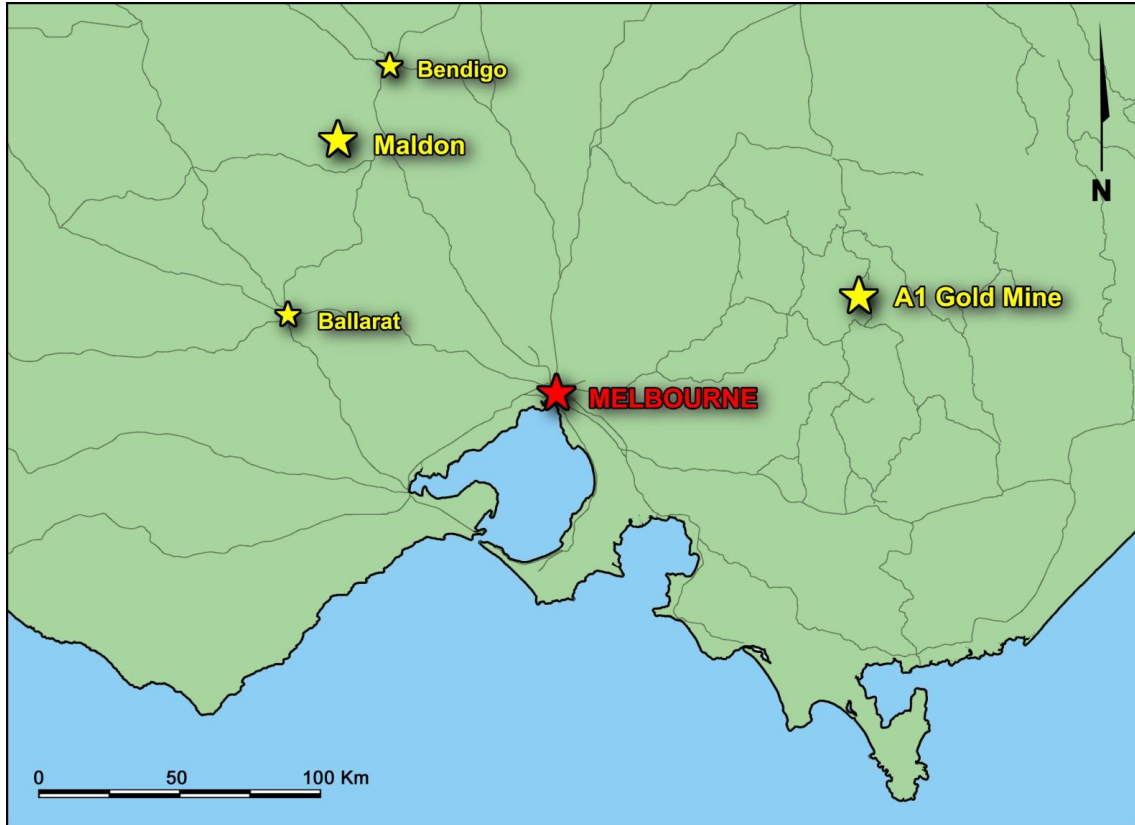 Bendigo
Maldon
N
A1 Gold Mine
Ballarat
MELBOURNE
0 50 100 Km